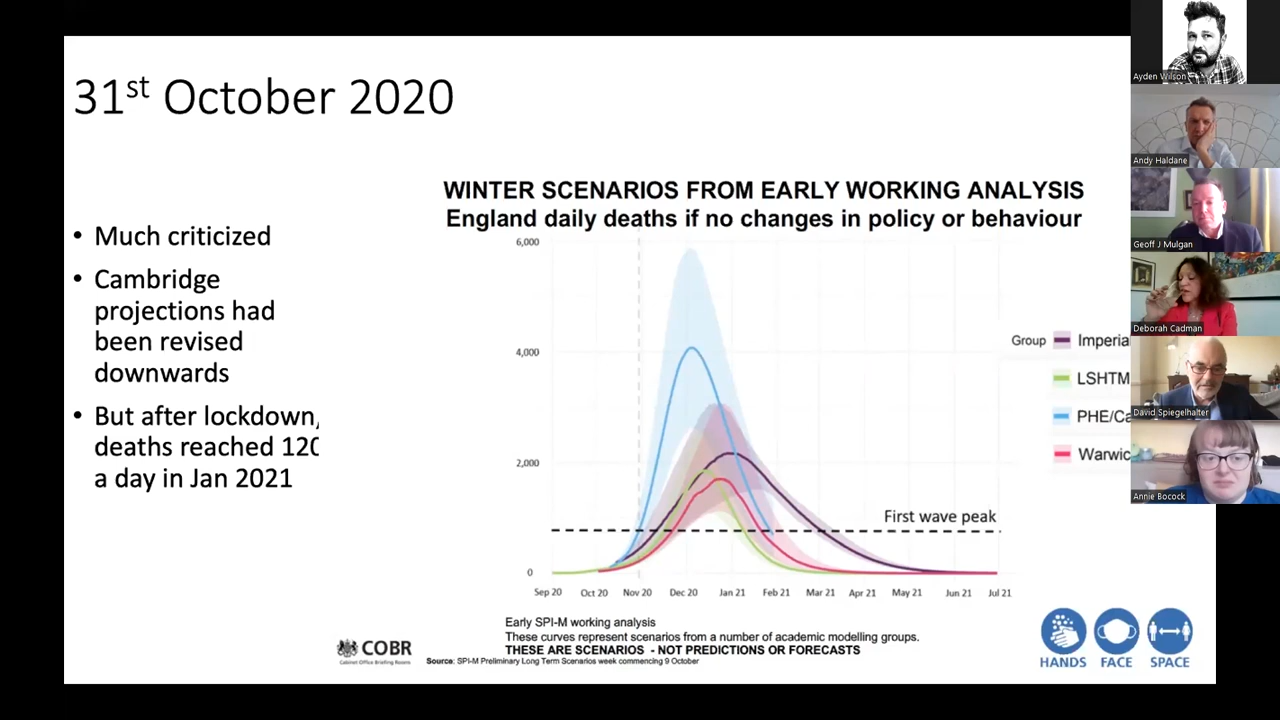 31st October 2020
• Much criticized
• Cambridge
projections had
been revised
downwards
• But after lockdown,
deaths reached 120
a day in Jan 2021
WINTER SCENARIOS FROM EARLY WORKING ANALYSIS
England daily deaths if no changes in policy or behaviour
6,000
4,000
2,000
0
First wave peak
Sep 20 Oct 20 Nov 20 Dec 20 Jan 21 Feb 21 Mar 21 Apr 21 May 21 Jun 21 Jul 21
Group Imperia
LSHTM
PHE/Ca
Warwic
Early SPI-M working analysis
These curves represent scenarios from a number of academic modelling groups.
THESE ARE SCENARIOS - NOT PREDICTIONS OR FORECASTS
Source: SPI-M Preliminary Long Term Scenarios week commencing 9 October
COBR
Cabinet Office Briefing Rooms
HANDS FACE SPACE
Ayden Wilson
Andy Haldane
Geoff J Mulgan
Deborah Cadman
David Spiegelhalter
Annie Bocock